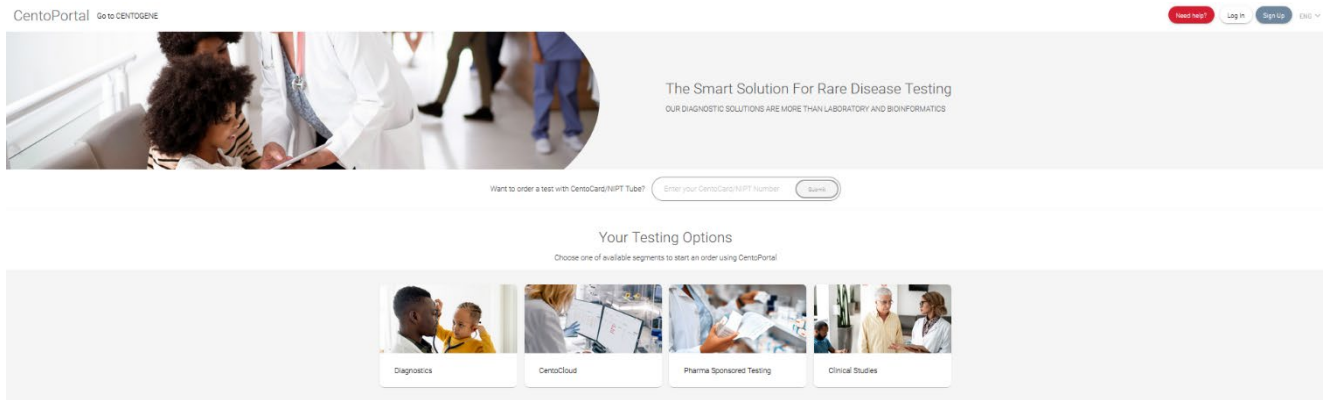 CentoPortal Go to CENTOGENE
Need help? Log In Sign Up ENG
The Smart Solution For Rare Disease Testing
OUR DIAGNOSTIC SOLUTIONS ARE MORE THAN LABORATORY AND BIOINFORMATICS
Want to order a test with CentoCard/NIPT Tube? Enter your CentoCard/NIPT Number Submit
Your Testing Options
Choose one of available segments to start an order using CentoPortal
Diagnostics
CentoCloud
Pharma Sponsored Testing
Clinical Studies